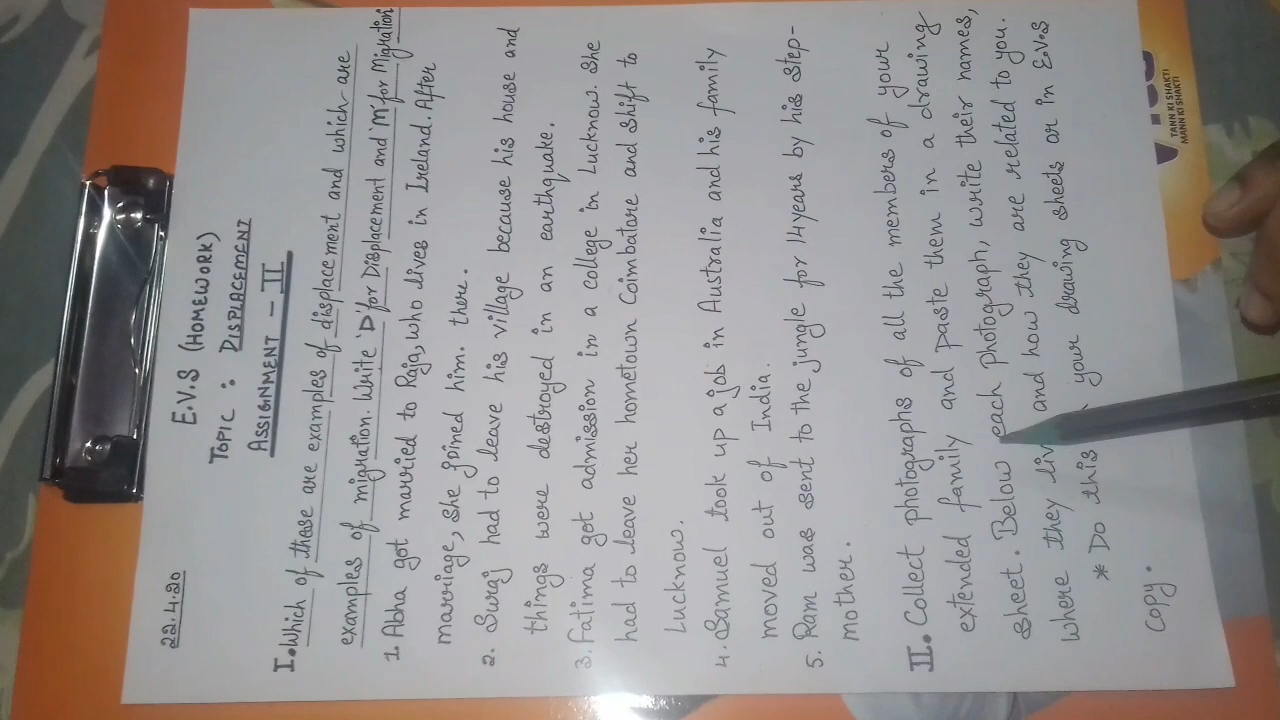 22.4.20
E.V.S (HOMEWORK)
TOPIC : DISPLACEMENT
ASSIGNMENT - II
I. Which of these are examples of displacement and which are
examples of migration. Write 'D' for Displacement and 'M' for Migration
1. Abha got married to Raja, who lives in Ireland. After
marriage, she joined him there.
2. Suraj had to leave his village because his house and
things were destroyed in an earthquake.
3. Fatima got admission in a college in Lucknow. She
had to leave her hometown Coimbatore and shift to
Lucknow.
4. Samuel took up a job in Australia and his family
moved out of India.
5. Ram was sent to the jungle for 14 years by his step-
mother.
II. Collect photographs of all the members of your
extended family and paste them in a drawing
sheet. Below each photograph, write their names,
where they and how they are related to you.
* Do this your drawing sheets or in E.V.S
copy.
TANN KI SHAKTI
MANN KI SHAKTI